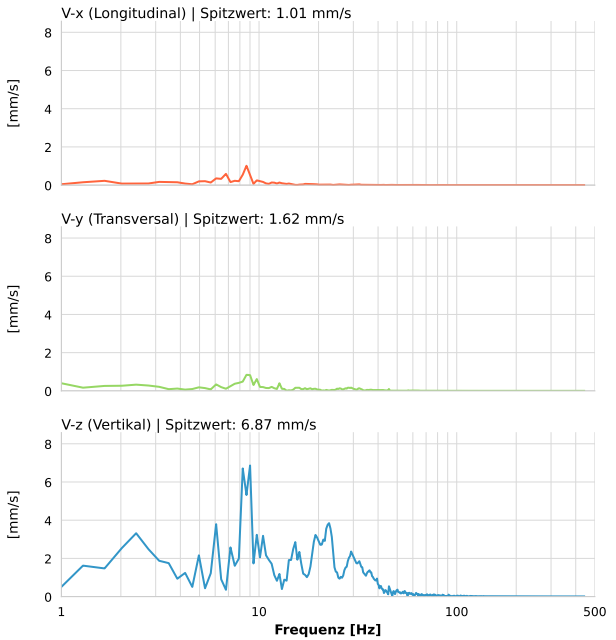 V-x (Longitudinal) | Spitzwert: 1.01 mm/s
8
6
[mm/s]
4
2
0
V-y (Transversal) | Spitzwert: 1.62 mm/s
8
6
[mm/s]
4
2
0
V-z (Vertikal) | Spitzwert: 6.87 mm/s
8
6
[mm/s]
4
2
0
1 10 100 500
Frequenz [Hz]